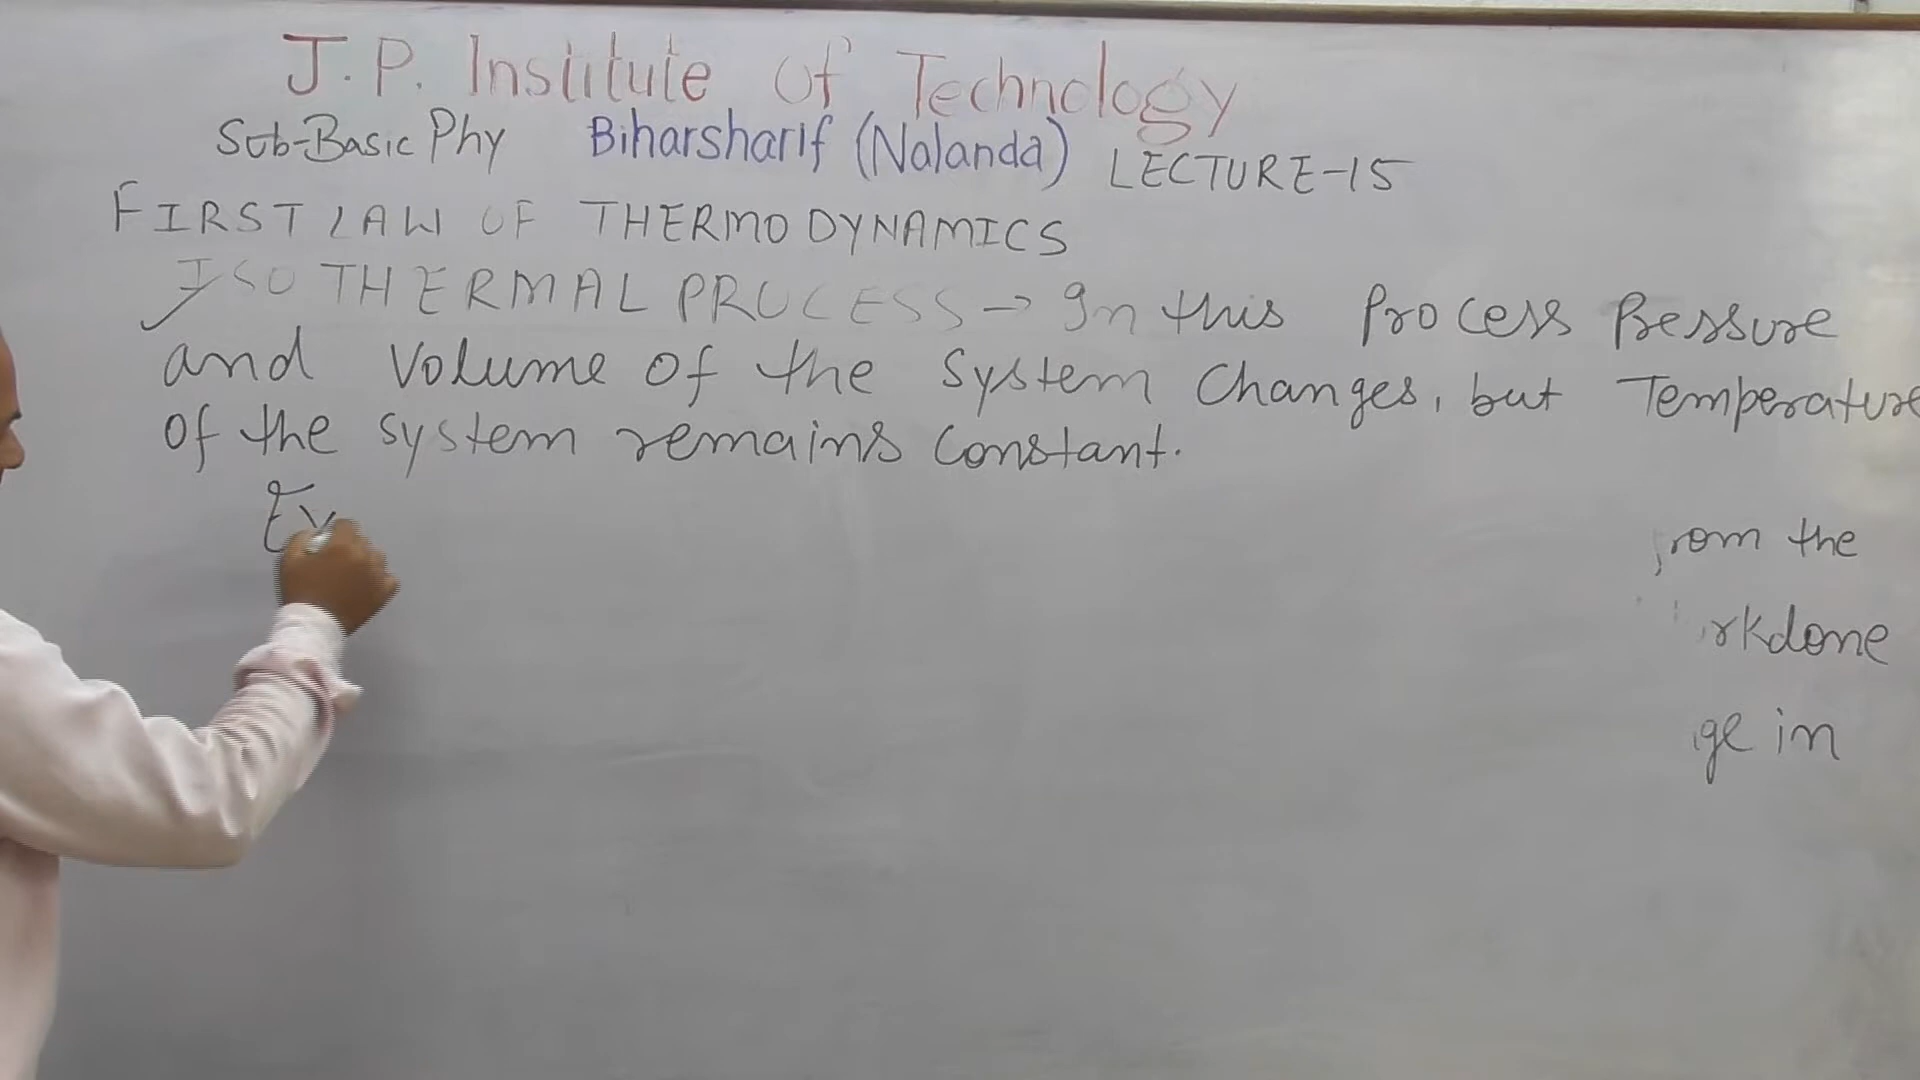 J.P. Institute of Technology
Sub-Basic Phy Biharsharif (Nalanda) LECTURE-15
FIRST LAW OF THERMODYNAMICS
ISOTHERMAL PROCESS → In this Process Pressure
and Volume of the System Changes, but Temperature
of the system remains Constant.
Ex
rom the
rkdone
ge in